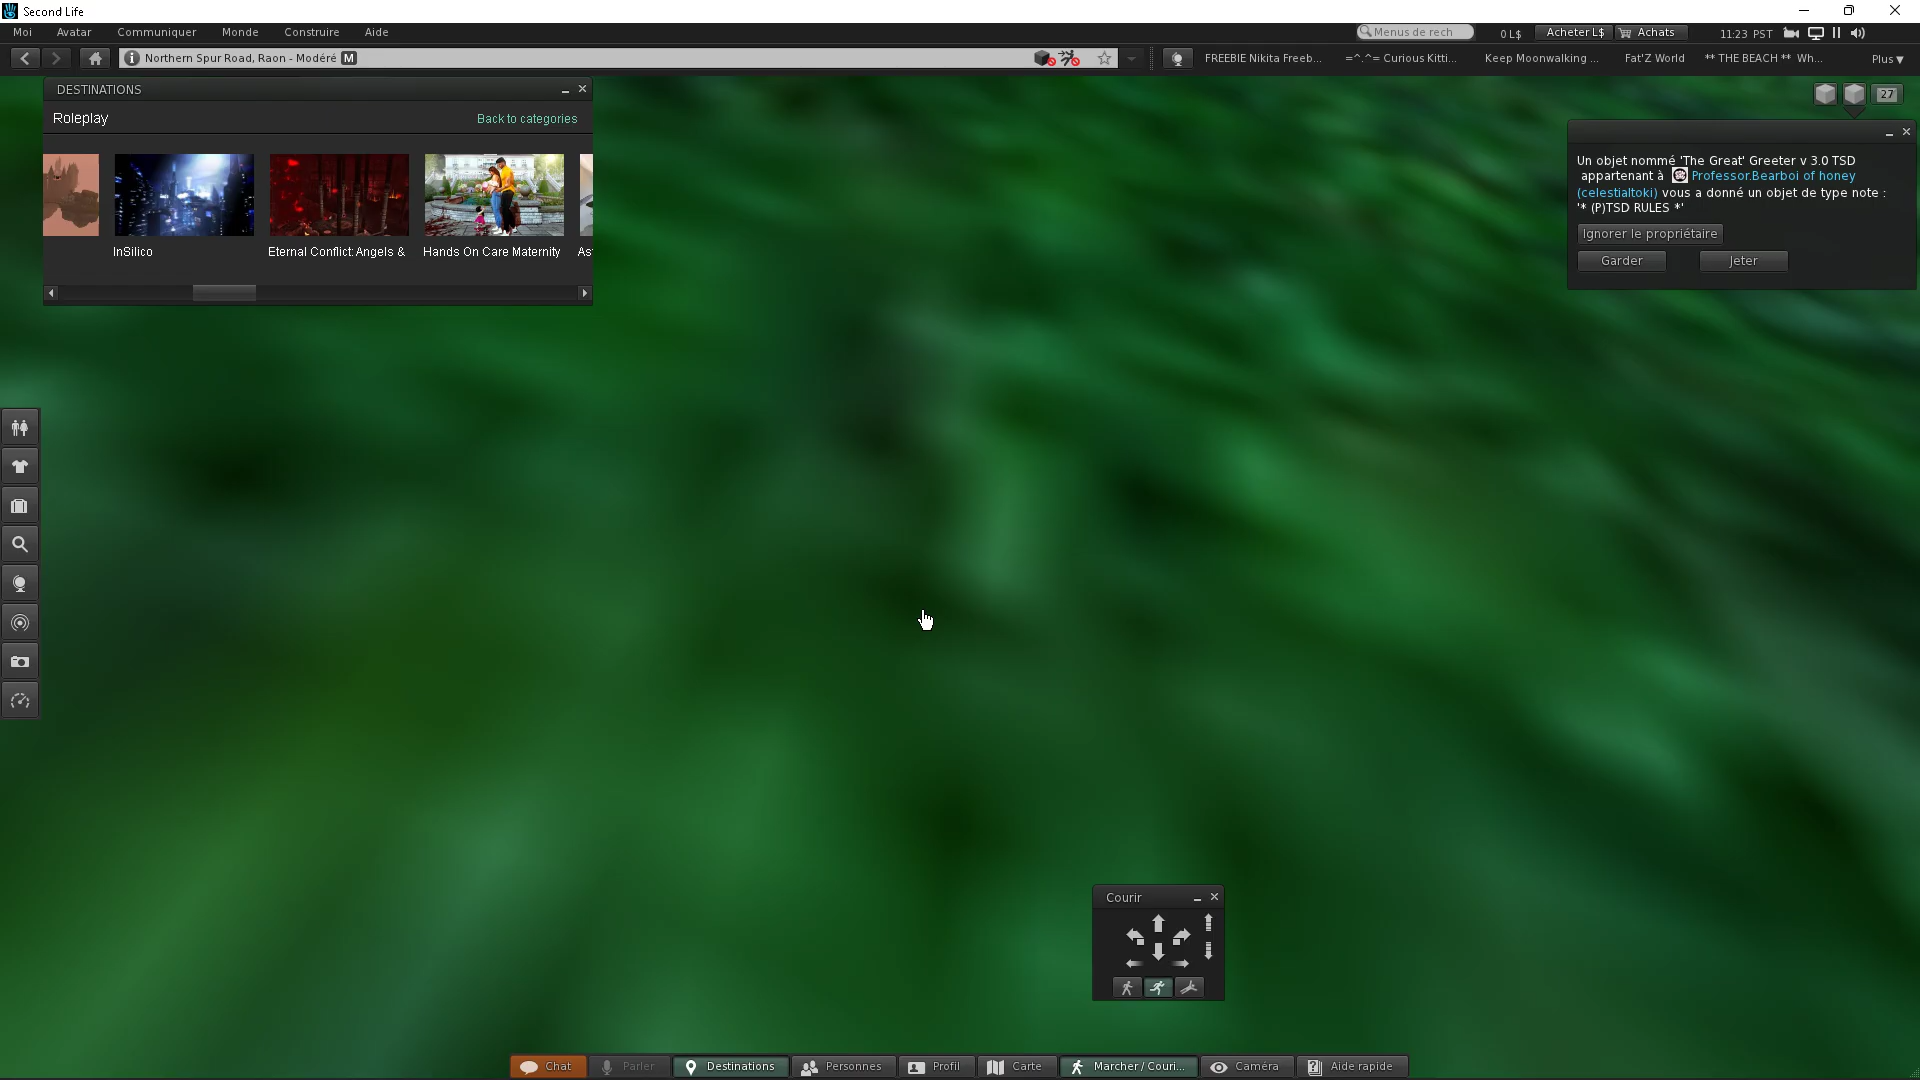 Second Life
Moi Avatar Communiquer Monde Construire Aide
Menus de rech 0 L$ Acheter L$ Achats 11:23 PST
Northern Spur Road, Raon - Modéré M
FREEBIE Nikita Freeb... =^.^= Curious Kitti... Keep Moonwalking ... Fat'Z World ** THE BEACH ** Wh... Plus ▼
DESTINATIONS
Roleplay Back to categories
InSilico Eternal Conflict: Angels & Hands On Care Maternity As
27
Un objet nommé 'The Great' Greeter v 3.0 TSD
appartenant à Professor.Bearboi of honey
(celestialtoki) vous a donné un objet de type note :
'* (P)TSD RULES *'
Ignorer le propriétaire
Garder Jeter
Courir
Chat Parler Destinations Personnes Profil Carte Marcher / Couri... Caméra Aide rapide